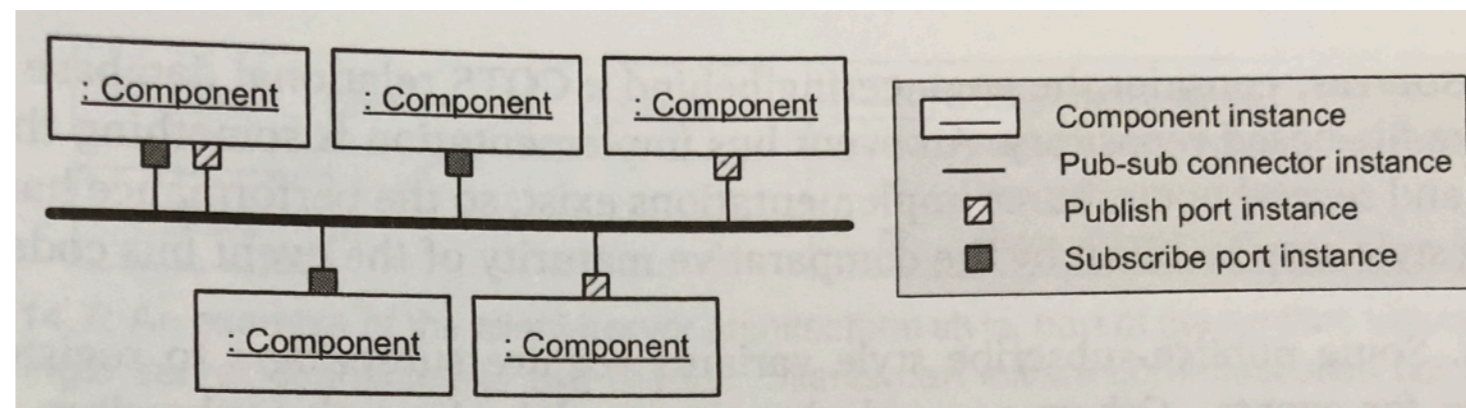 : Component
: Component
: Component
: Component
: Component
Component instance
Pub-sub connector instance
Publish port instance
Subscribe port instance